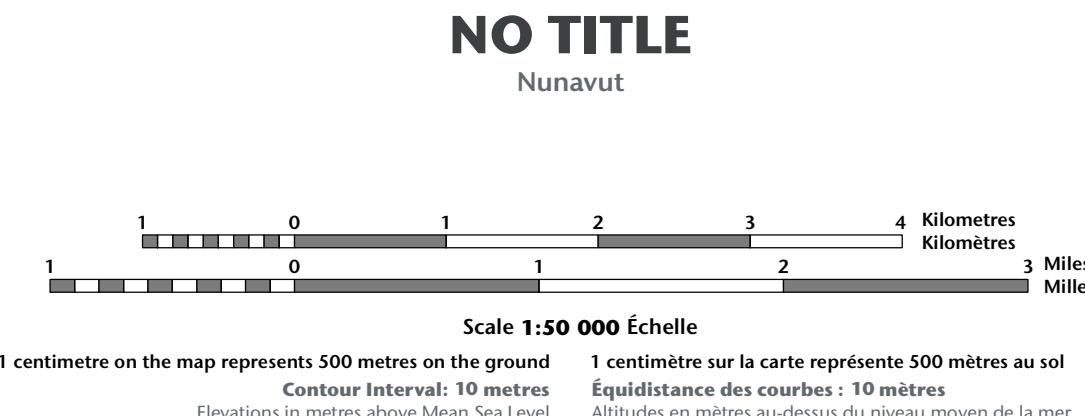 NO TITLE
Nunavut
1 0 1 2 3 4 Kilometres
Kilomètres
1 0 1 2 3 Miles
Mille
Scale 1:50 000 Échelle
1 centimetre on the map represents 500 metres on the ground
1 centimètre sur la carte représente 500 mètres au sol
Contour Interval: 10 metres
Équidistance des courbes : 10 mètres
Elevations in metres above Mean Sea Level
Altitudes en mètres au-dessus du niveau moyen de la mer